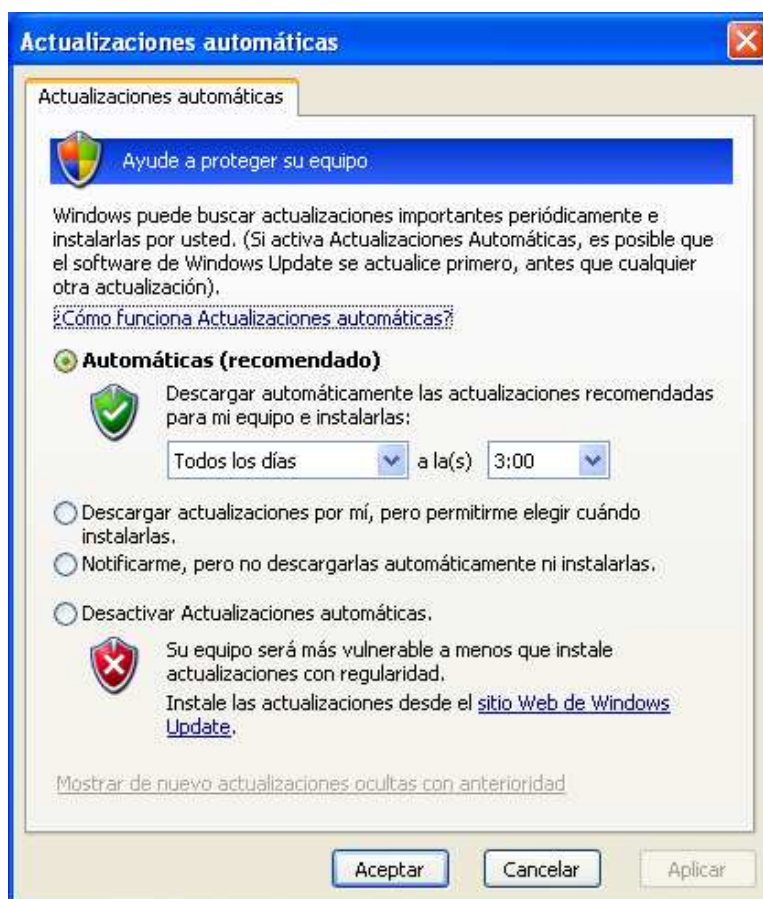 Actualizaciones automáticas
Actualizaciones automáticas
Ayude a proteger su equipo
Windows puede buscar actualizaciones importantes periódicamente e
instalarlas por usted. (Si activa Actualizaciones Automáticas, es posible que
el software de Windows Update se actualice primero, antes que cualquier
otra actualización).
¿Cómo funciona Actualizaciones automáticas?
Automáticas (recomendado)
Descargar automáticamente las actualizaciones recomendadas
para mi equipo e instalarlas:
Todos los días a la(s) 3:00
Descargar actualizaciones por mí, pero permitirme elegir cuándo
instalarlas.
Notificarme, pero no descargarlas automáticamente ni instalarlas.
Desactivar Actualizaciones automáticas.
Su equipo será más vulnerable a menos que instale
actualizaciones con regularidad.
Instale las actualizaciones desde el sitio Web de Windows
Update.
Mostrar de nuevo actualizaciones ocultas con anterioridad
Aceptar Cancelar Aplicar